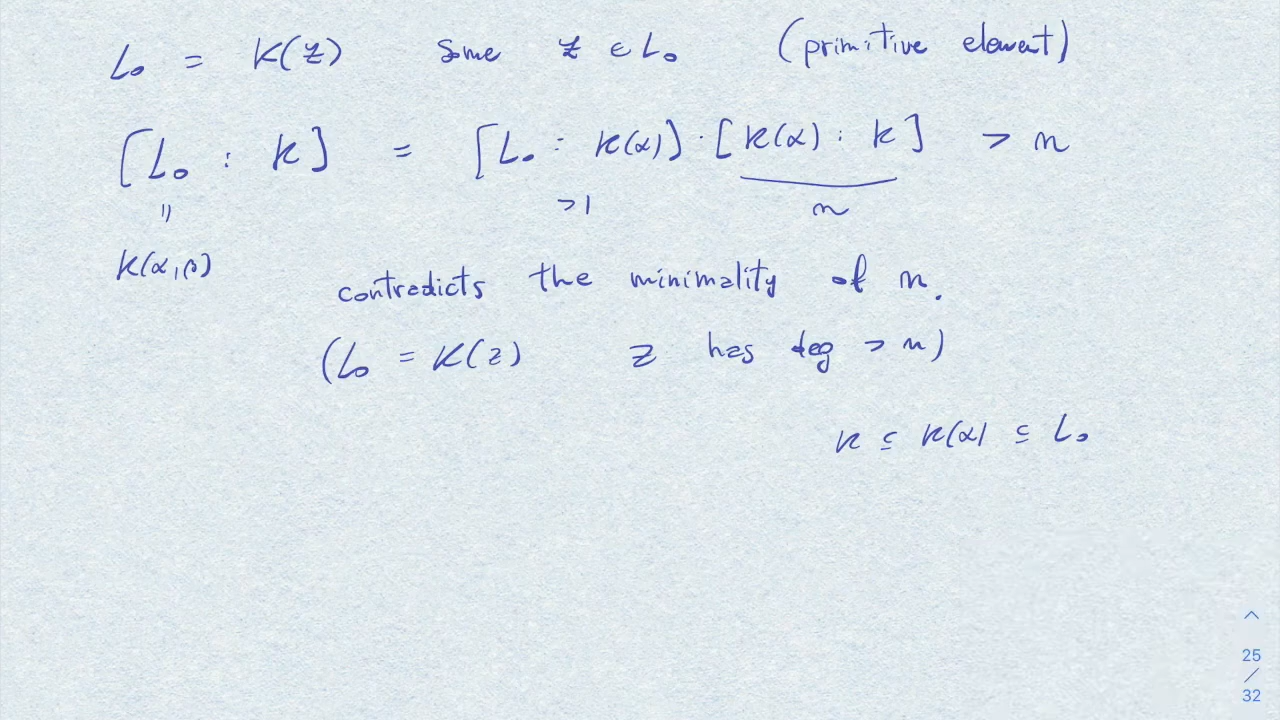 L₀ = K(z) some z ∈ L₀ (primitive element)
[L₀ : K] = [L₀ : K(α)] · [K(α) : K] > n
" >1 n
K(α,β)
contradicts the minimality of n.
(L₀ = K(z) z has deg > n)
K ⊆ K(α) ⊆ L₀
25
/
32